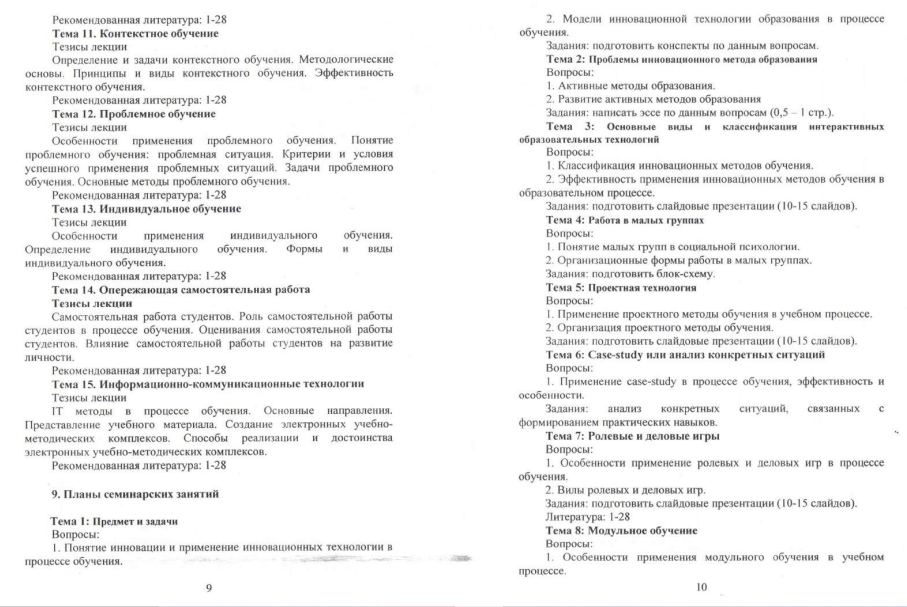 Рекомендованная литература: 1-28
Тема 11. Контекстное обучение
Тезисы лекции
Определение и задачи контекстного обучения. Методологические
основы. Принципы и виды контекстного обучения. Эффективность
контекстного обучения.
Рекомендованная литература: 1-28
Тема 12. Проблемное обучение
Тезисы лекции
Особенности применения проблемного обучения. Понятие
проблемного обучения: проблемная ситуация. Критерии и условия
успешного применения проблемных ситуаций. Задачи проблемного
обучения. Основные методы проблемного обучения.
Рекомендованная литература: 1-28
Тема 13. Индивидуальное обучение
Тезисы лекции
Особенности применения индивидуального обучения.
Определение индивидуального обучения. Формы и виды
индивидуального обучения.
Рекомендованная литература: 1-28
Тема 14. Опережающая самостоятельная работа
Тезисы лекции
Самостоятельная работа студентов. Роль самостоятельной работы
студентов в процессе обучения. Оценивания самостоятельной работы
студентов. Влияние самостоятельной работы студентов на развитие
личности.
Рекомендованная литература: 1-28
Тема 15. Информационно-коммуникационные технологии
Тезисы лекции
IT методы в процессе обучения. Основные направления.
Представление учебного материала. Создание электронных учебно-
методических комплексов. Способы реализации и достоинства
электронных учебно-методических комплексов.
Рекомендованная литература: 1-28
9. Планы семинарских занятий
Тема 1: Предмет и задачи
Вопросы:
1. Понятие инновации и применение инновационных технологии в
процессе обучения.
9
2. Модели инновационной технологии образования в процессе
обучения.
Задания: подготовить конспекты по данным вопросам.
Тема 2: Проблемы инновационного метода образования
Вопросы:
1. Активные методы образования.
2. Развитие активных методов образования
Задания: написать эссе по данным вопросам (0,5 – 1 стр.).
Тема 3: Основные виды и классификация интерактивных
образовательных технологий
Вопросы:
1. Классификация инновационных методов обучения.
2. Эффективность применения инновационных методов обучения в
образовательном процессе.
Задания: подготовить слайдовые презентации (10-15 слайдов).
Тема 4: Работа в малых группах
Вопросы:
1. Понятие малых групп в социальной психологии.
2. Организационные формы работы в малых группах.
Задания: подготовить блок-схему.
Тема 5: Проектная технология
Вопросы:
1. Применение проектного методы обучения в учебном процессе.
2. Организация проектного методы обучения.
Задания: подготовить слайдовые презентации (10-15 слайдов).
Тема 6: Case-study или анализ конкретных ситуаций
Вопросы:
1. Применение case-study в процессе обучения, эффективность и
особенности.
Задания: анализ конкретных ситуаций, связанных с
формированием практических навыков.
Тема 7: Ролевые и деловые игры
Вопросы:
1. Особенности применение ролевых и деловых игр в процессе
обучения.
2. Вилы ролевых и деловых игр.
Задания: подготовить слайдовые презентации (10-15 слайдов).
Литература: 1-28
Тема 8: Модульное обучение
Вопросы:
1. Особенности применения модульного обучения в учебном
процессе.
10